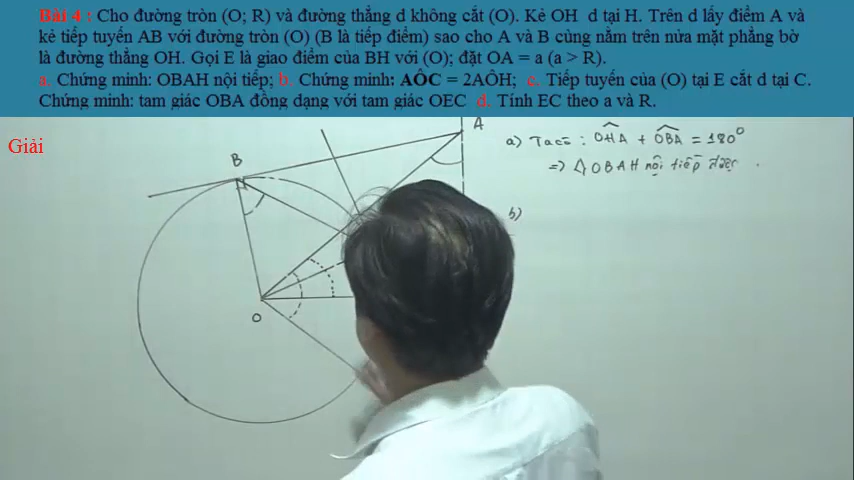 Bài 4 : Cho đường tròn (O; R) và đường thẳng d không cắt (O). Kẻ OH d tại H. Trên d lấy điểm A và
kẻ tiếp tuyến AB với đường tròn (O) (B là tiếp điểm) sao cho A và B cùng nằm trên nửa mặt phẳng bờ
là đường thẳng OH. Gọi E là giao điểm của BH với (O); đặt OA = a (a > R).
a. Chứng minh: OBAH nội tiếp; b. Chứng minh: AÔC = 2AÔH; c. Tiếp tuyến của (O) tại E cắt d tại C.
Chứng minh: tam giác OBA đồng dạng với tam giác OEC d. Tính EC theo a và R.
Giải
A
a) Ta có : OHA + OBA = 180°
B
=> ◊ OBAH nội tiếp được .
b)
O